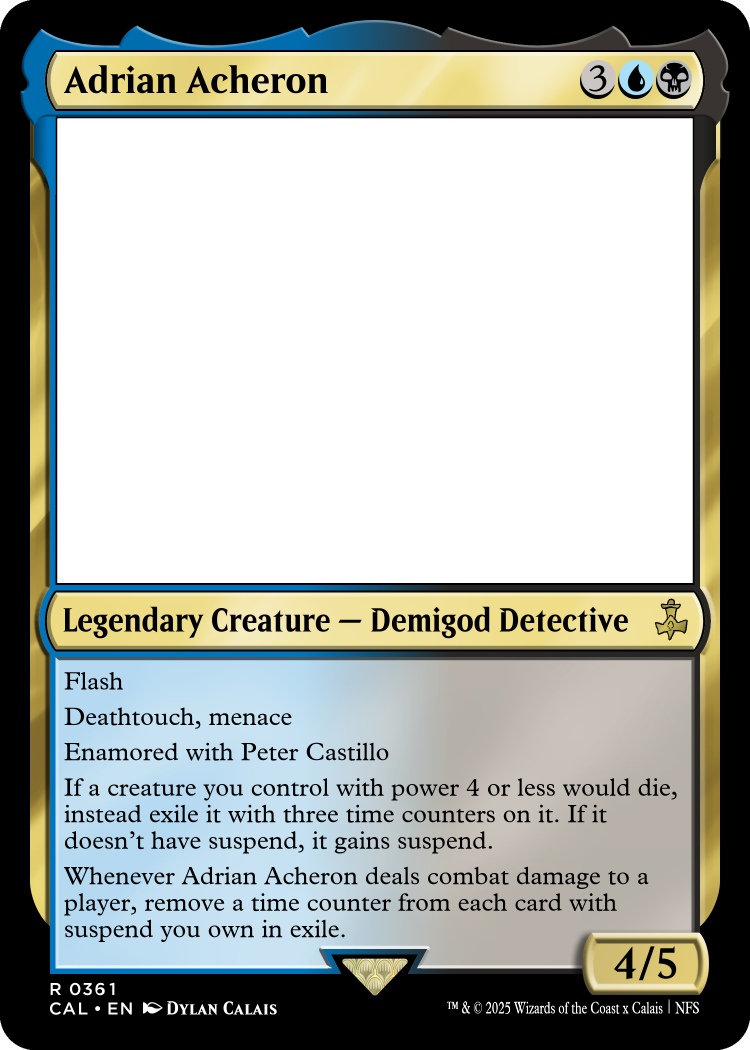 Adrian Acheron 3
Legendary Creature — Demigod Detective
Flash
Deathtouch, menace
Enamored with Peter Castillo
If a creature you control with power 4 or less would die,
instead exile it with three time counters on it. If it
doesn’t have suspend, it gains suspend.
Whenever Adrian Acheron deals combat damage to a
player, remove a time counter from each card with
suspend you own in exile.
4/5
R 0361
CAL • EN Dylan Calais
™ & © 2025 Wizards of the Coast x Calais | NFS